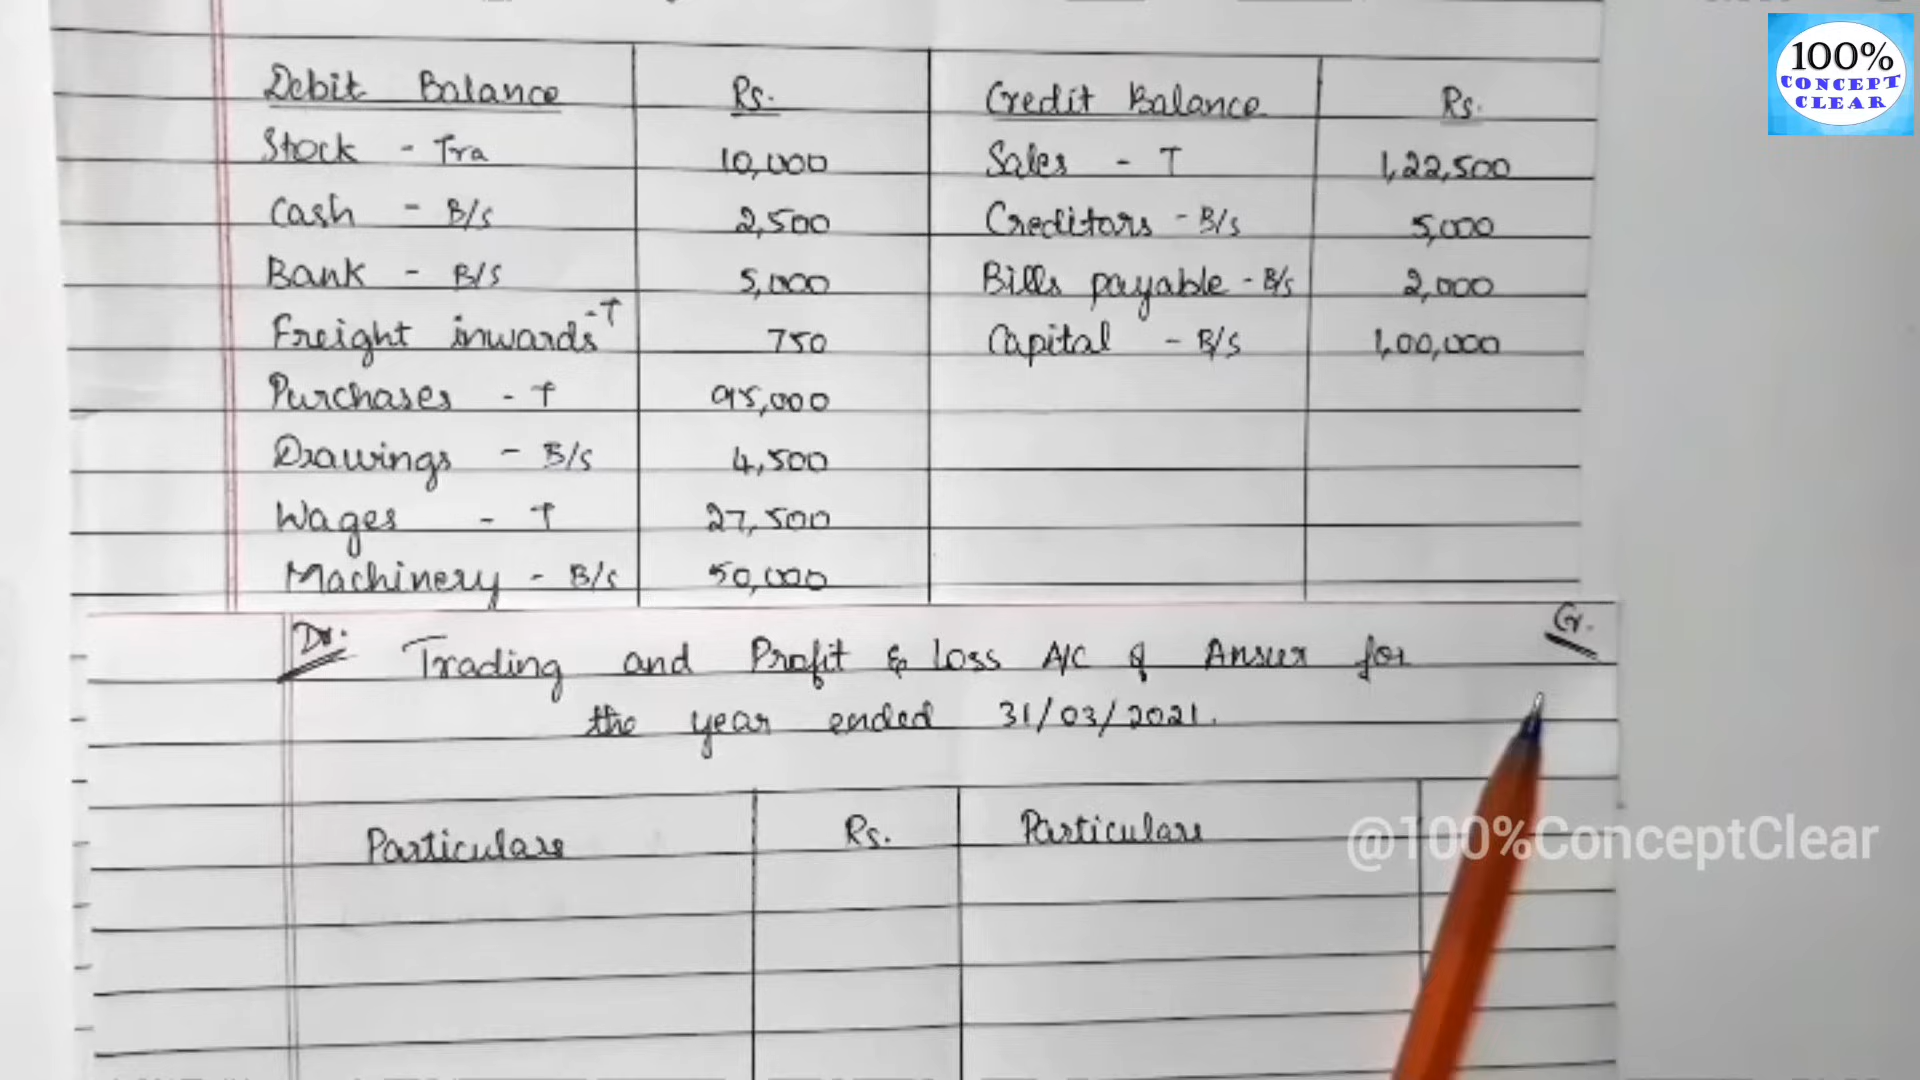 100%
CONCEPT
CLEAR
Debit Balance Rs. Credit Balance Rs.
Stock - Tra 10,000 Sales - T 1,22,500
Cash - B/S 2,500 Creditors - B/S 5,000
Bank - B/S 5,000 Bills payable - B/S 2,000
Freight inwards - T 750 Capital - B/S 1,00,000
Purchases - T 95,000
Drawings - B/S 4,500
Wages - T 27,500
Machinery - B/S 50,000
Dr. Cr.
Trading and Profit & Loss A/C of for
the year ended 31/03/2021.
Particulars Rs. Particulars
@100%ConceptClear